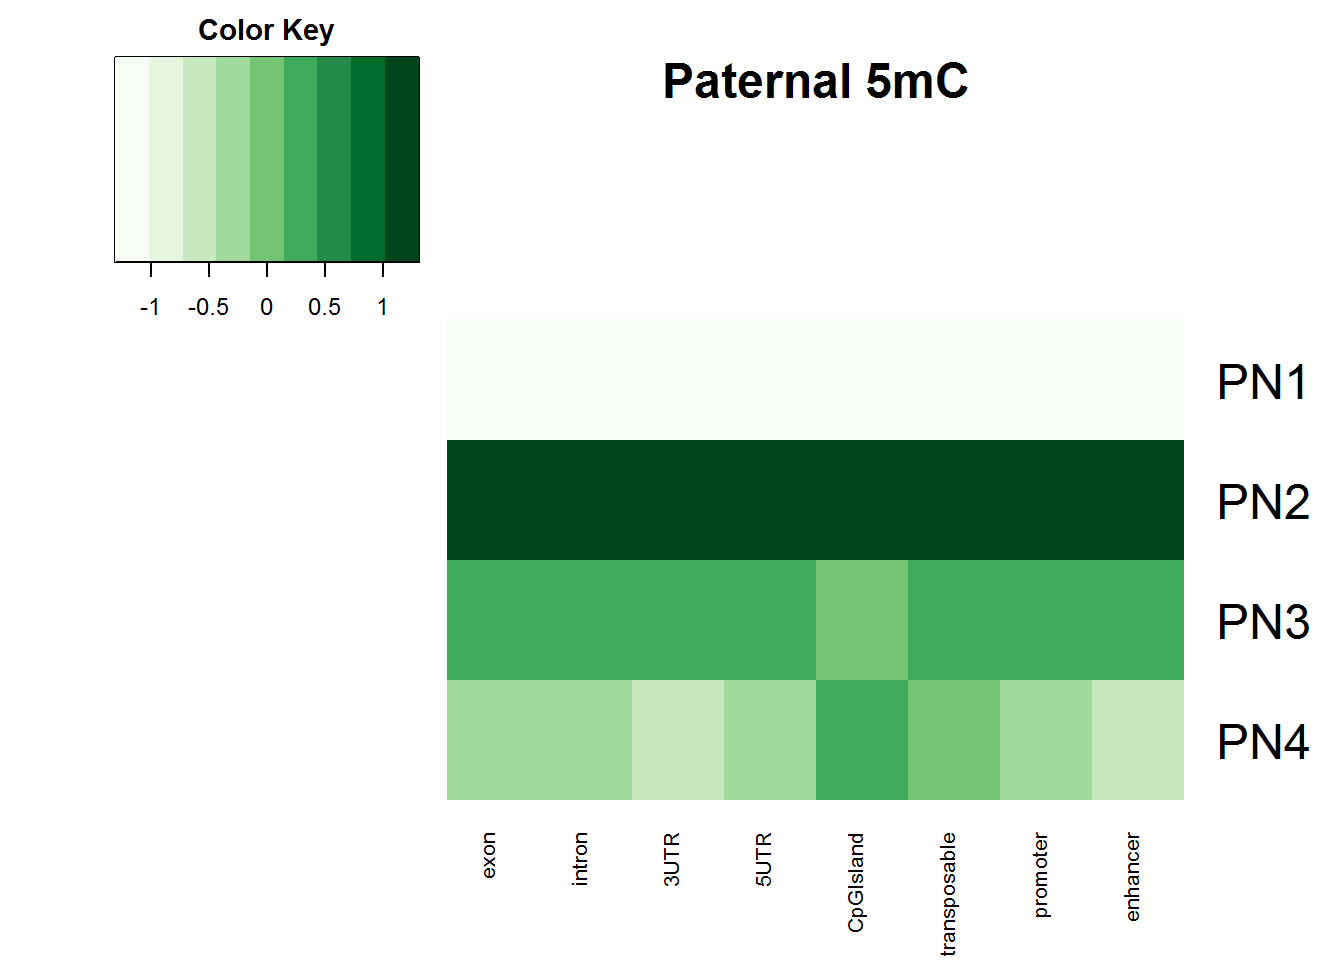 Color Key
Paternal 5mC
-1 -0.5 0 0.5 1
PN1
PN2
PN3
PN4
exon intron 3UTR 5UTR CpGIsland transposable promoter enhancer